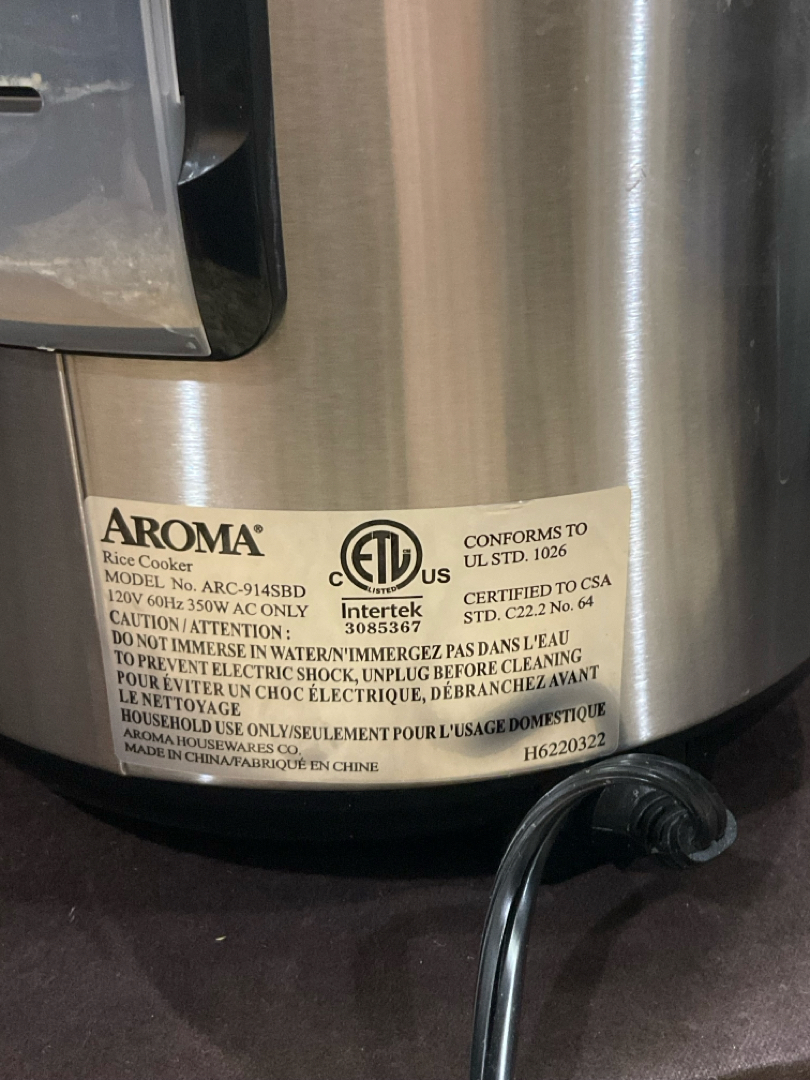 AROMA®
Rice Cooker
MODEL No. ARC-914SBD
120V 60Hz 350W AC ONLY
C ETL US
LISTED
Intertek
3085367
CONFORMS TO
UL STD. 1026
CERTIFIED TO CSA
STD. C22.2 No. 64
CAUTION / ATTENTION :
DO NOT IMMERSE IN WATER/N'IMMERGEZ PAS DANS L'EAU
TO PREVENT ELECTRIC SHOCK, UNPLUG BEFORE CLEANING
POUR ÉVITER UN CHOC ÉLECTRIQUE, DÉBRANCHEZ AVANT
LE NETTOYAGE
HOUSEHOLD USE ONLY/SEULEMENT POUR L'USAGE DOMESTIQUE
AROMA HOUSEWARES CO.
MADE IN CHINA/FABRIQUÉ EN CHINE
H6220322